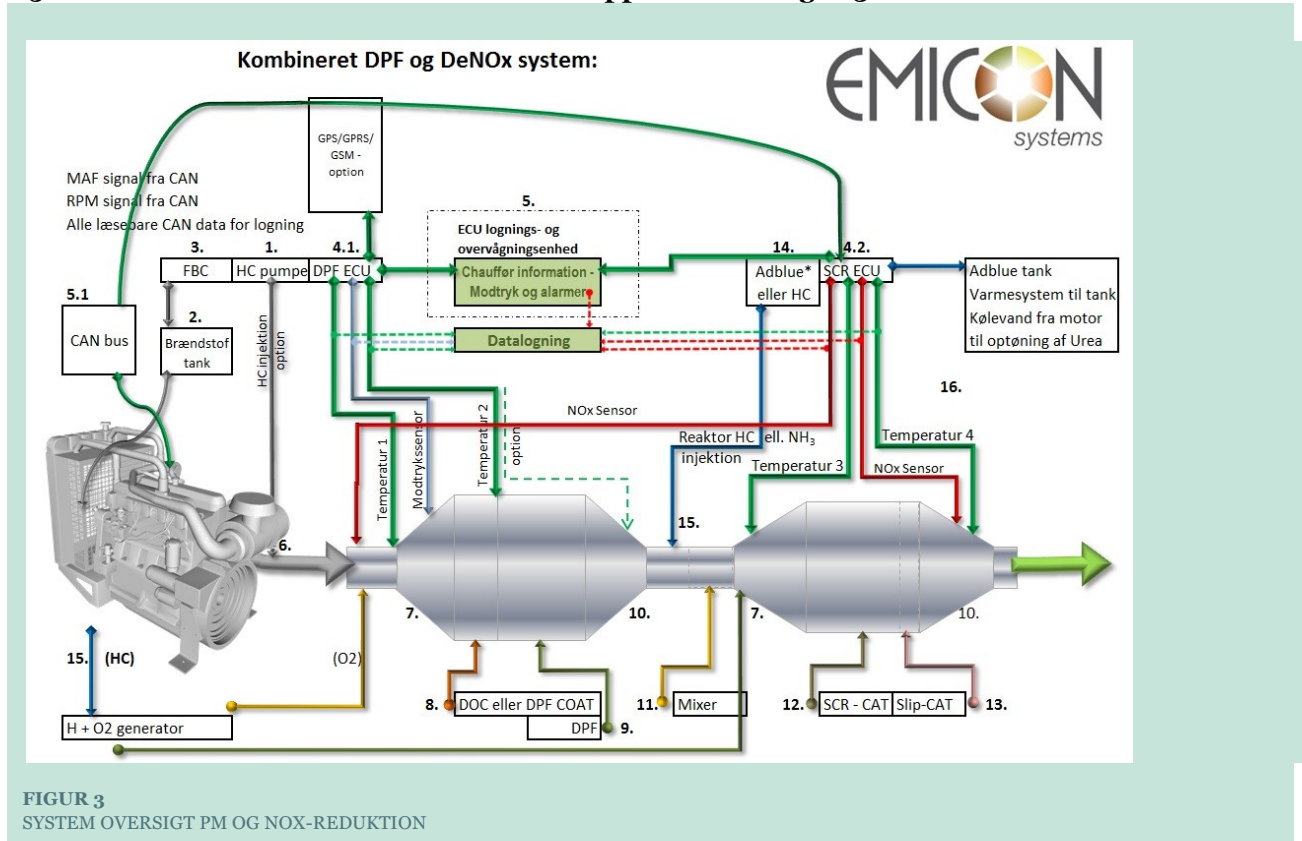 Kombineret DPF og DeNOx system:
EMICON
systems
GPS/GPRS/
GSM -
option
MAF signal fra CAN
RPM signal fra CAN
Alle læsebare CAN data for logning
5.
ECU lognings- og
overvågningsenhed
3.
1.
4.1.
14.
4.2.
FBC
HC pumpe
DPF ECU
Chauffør information -
Modtryk og alarmer
Adblue*
eller HC
SCR ECU
Adblue tank
Varmesystem til tank
Kølevand fra motor
til optøning af Urea
5.1
CAN bus
2.
Brændstof
tank
HC injektion
option
Datalogning
16.
NOx Sensor
Temperatur 1
Modtrykssensor
Temperatur 2
option
Reaktor HC ell. NH₃
injektion
Temperatur 3
Temperatur 4
NOx Sensor
15.
6.
7.
10.
7.
10.
15. (HC)
(O2)
8.
DOC eller DPF COAT
11.
Mixer
12.
SCR - CAT
Slip-CAT
13.
H + O2 generator
DPF
9.
FIGUR 3
SYSTEM OVERSIGT PM OG NOX-REDUKTION